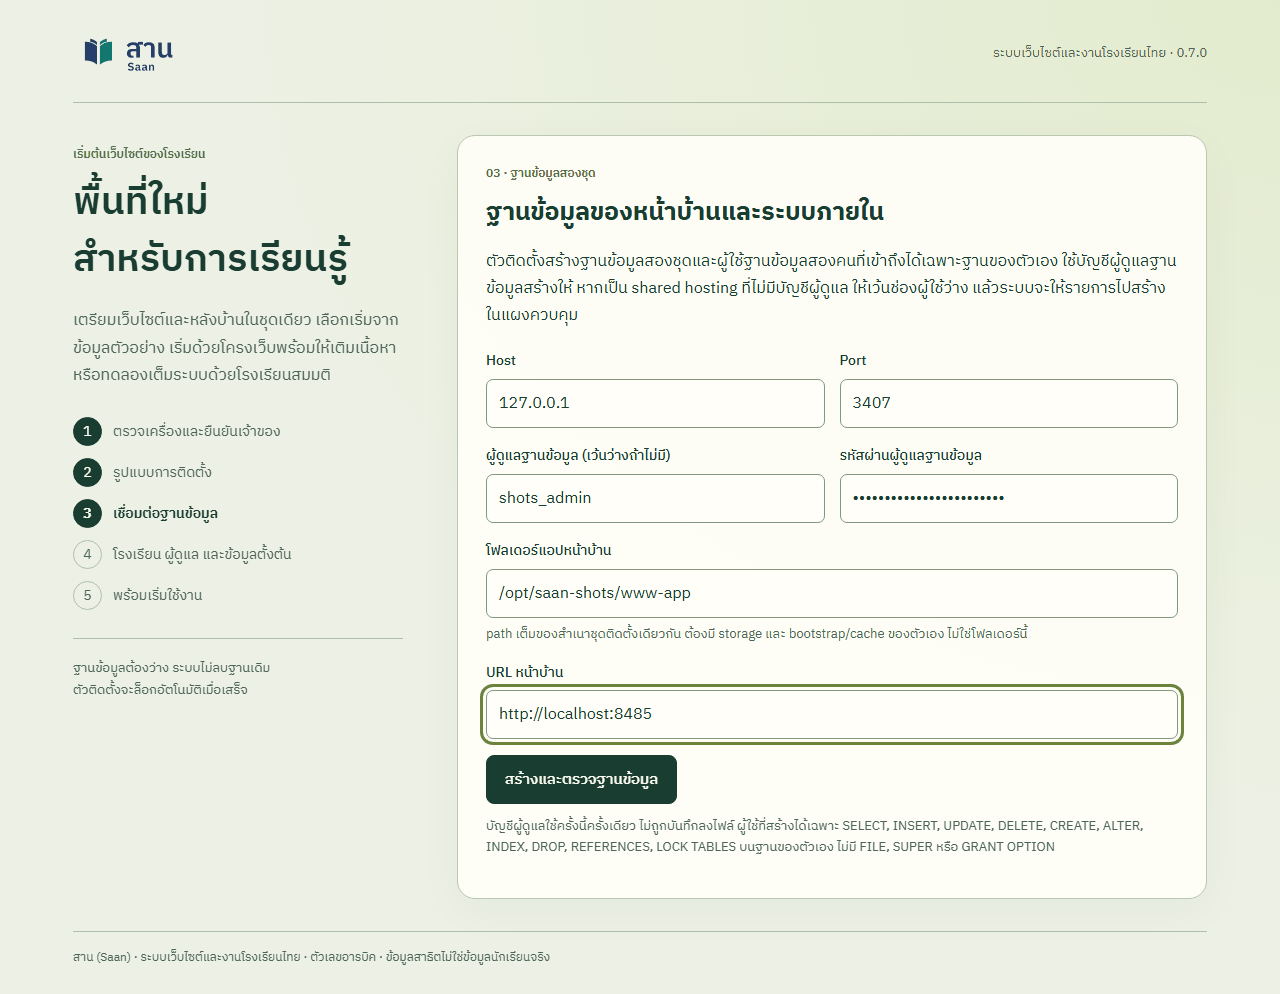 สาน
Saan
ระบบเว็บไซต์และงานโรงเรียนไทย · 0.7.0
เริ่มต้นเว็บไซต์ของโรงเรียน
พื้นที่ใหม่
สำหรับการเรียนรู้
เตรียมเว็บไซต์และหลังบ้านในชุดเดียว เลือกเริ่มจาก
ข้อมูลตัวอย่าง เริ่มด้วยโครงเว็บพร้อมให้เติมเนื้อหา
หรือทดลองเต็มระบบด้วยโรงเรียนสมมติ
1 ตรวจเครื่องและยืนยันเจ้าของ
2 รูปแบบการติดตั้ง
3 เชื่อมต่อฐานข้อมูล
4 โรงเรียน ผู้ดูแล และข้อมูลตั้งต้น
5 พร้อมเริ่มใช้งาน
ฐานข้อมูลต้องว่าง ระบบไม่ลบฐานเดิม
ตัวติดตั้งจะล็อกอัตโนมัติเมื่อเสร็จ
03 · ฐานข้อมูลสองชุด
ฐานข้อมูลของหน้าบ้านและระบบภายใน
ตัวติดตั้งสร้างฐานข้อมูลสองชุดและผู้ใช้ฐานข้อมูลสองคนที่เข้าถึงได้เฉพาะฐานของตัวเอง ใช้บัญชีผู้ดูแลฐาน
ข้อมูลสร้างให้ หากเป็น shared hosting ที่ไม่มีบัญชีผู้ดูแล ให้เว้นช่องผู้ใช้ว่าง แล้วระบบจะให้รายการไปสร้าง
ในแผงควบคุม
Host
Port
127.0.0.1
3407
ผู้ดูแลฐานข้อมูล (เว้นว่างถ้าไม่มี)
รหัสผ่านผู้ดูแลฐานข้อมูล
shots_admin
••••••••••••••••••••••••
โฟลเดอร์แอปหน้าบ้าน
/opt/saan-shots/www-app
path เต็มของสำเนาชุดติดตั้งเดียวกัน ต้องมี storage และ bootstrap/cache ของตัวเอง ไม่ใช่โฟลเดอร์นี้
URL หน้าบ้าน
http://localhost:8485
สร้างและตรวจฐานข้อมูล
บัญชีผู้ดูแลใช้ครั้งนี้ครั้งเดียว ไม่ถูกบันทึกลงไฟล์ ผู้ใช้ที่สร้างได้เฉพาะ SELECT, INSERT, UPDATE, DELETE, CREATE, ALTER,
INDEX, DROP, REFERENCES, LOCK TABLES บนฐานของตัวเอง ไม่มี FILE, SUPER หรือ GRANT OPTION
สาน (Saan) · ระบบเว็บไซต์และงานโรงเรียนไทย · ตัวเลขอารบิค · ข้อมูลสาธิตไม่ใช่ข้อมูลนักเรียนจริง